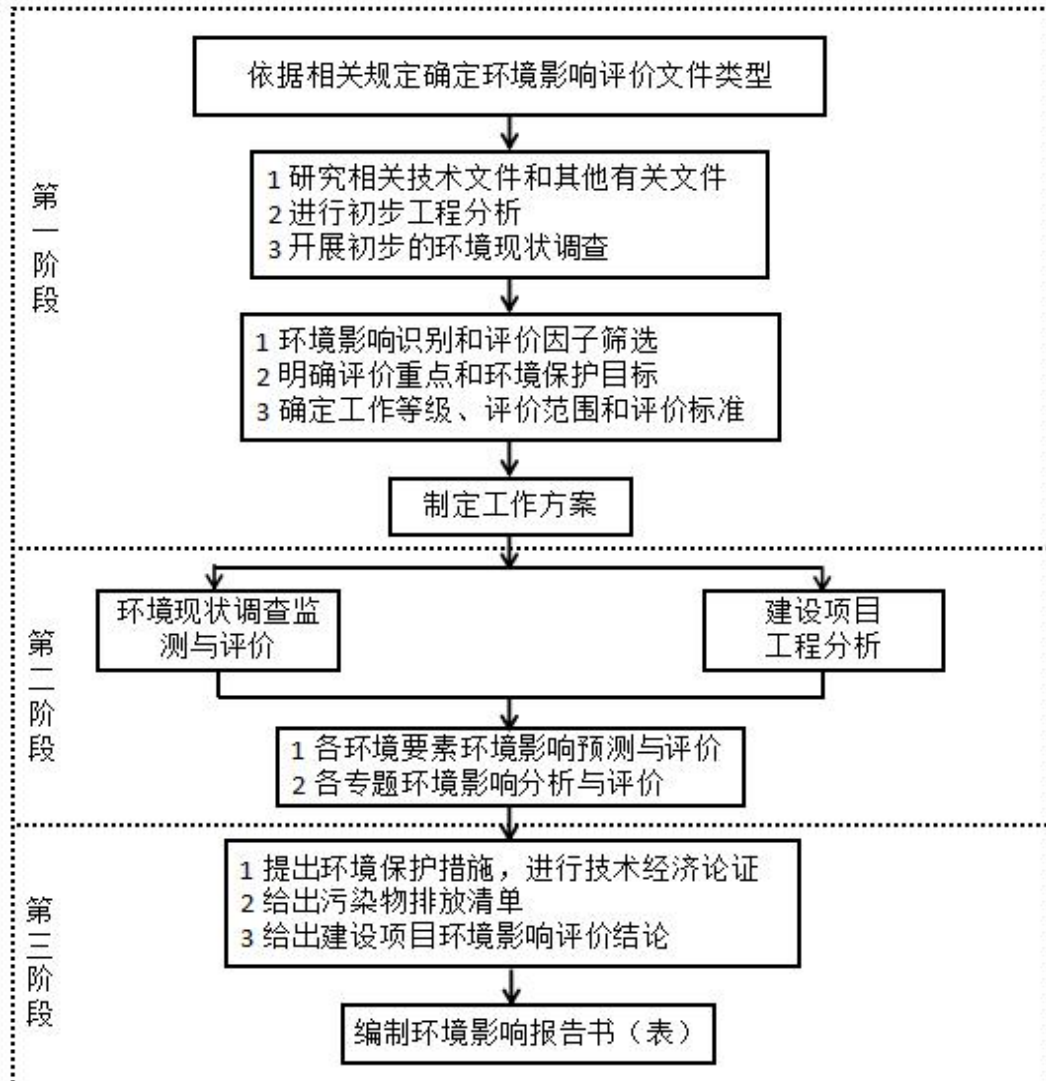 依据相关规定确定环境影响评价文件类型
第一阶段
1 研究相关技术文件和其他有关文件
2 进行初步工程分析
3 开展初步的环境现状调查
1 环境影响识别和评价因子筛选
2 明确评价重点和环境保护目标
3 确定工作等级、评价范围和评价标准
制定工作方案
第二阶段
环境现状调查监
测与评价
建设项目
工程分析
1 各环境要素环境影响预测与评价
2 各专题环境影响分析与评价
第三阶段
1 提出环境保护措施，进行技术经济论证
2 给出污染物排放清单
3 给出建设项目环境影响评价结论
编制环境影响报告书（表）